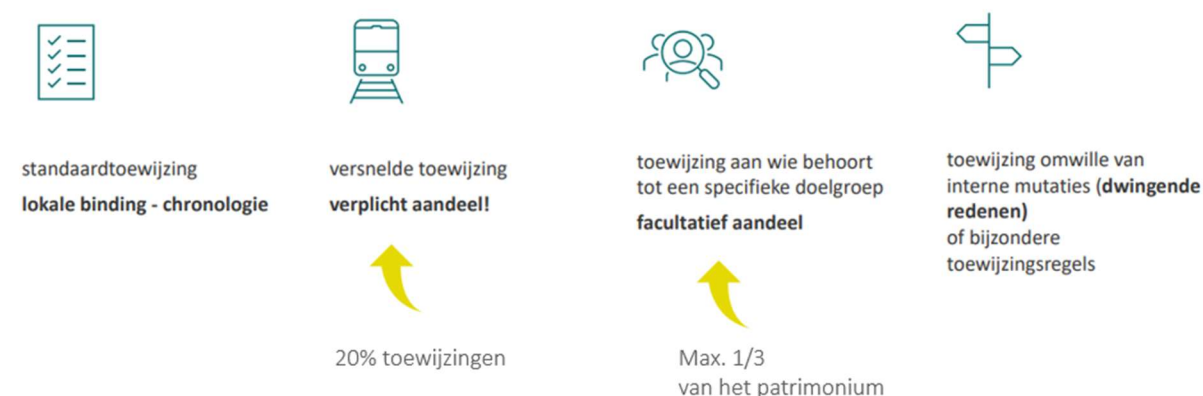 standaardtoewijzing
lokale binding - chronologie
versnelde toewijzing
verplicht aandeel!
20% toewijzingen
toewijzing aan wie behoort
tot een specifieke doelgroep
facultatief aandeel
Max. 1/3
van het patrimonium
toewijzing omwille van
interne mutaties (dwingende
redenen)
of bijzondere
toewijzingsregels